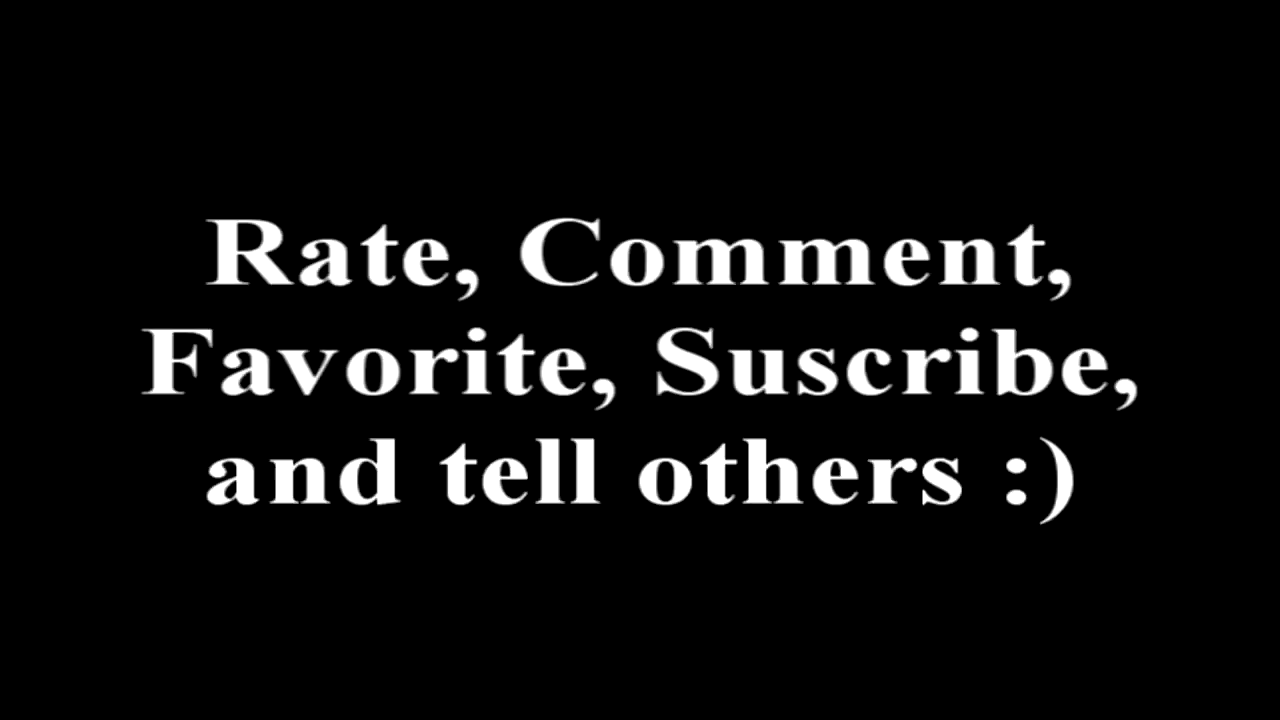 Rate, Comment,
Favorite, Suscribe,
and tell others :)